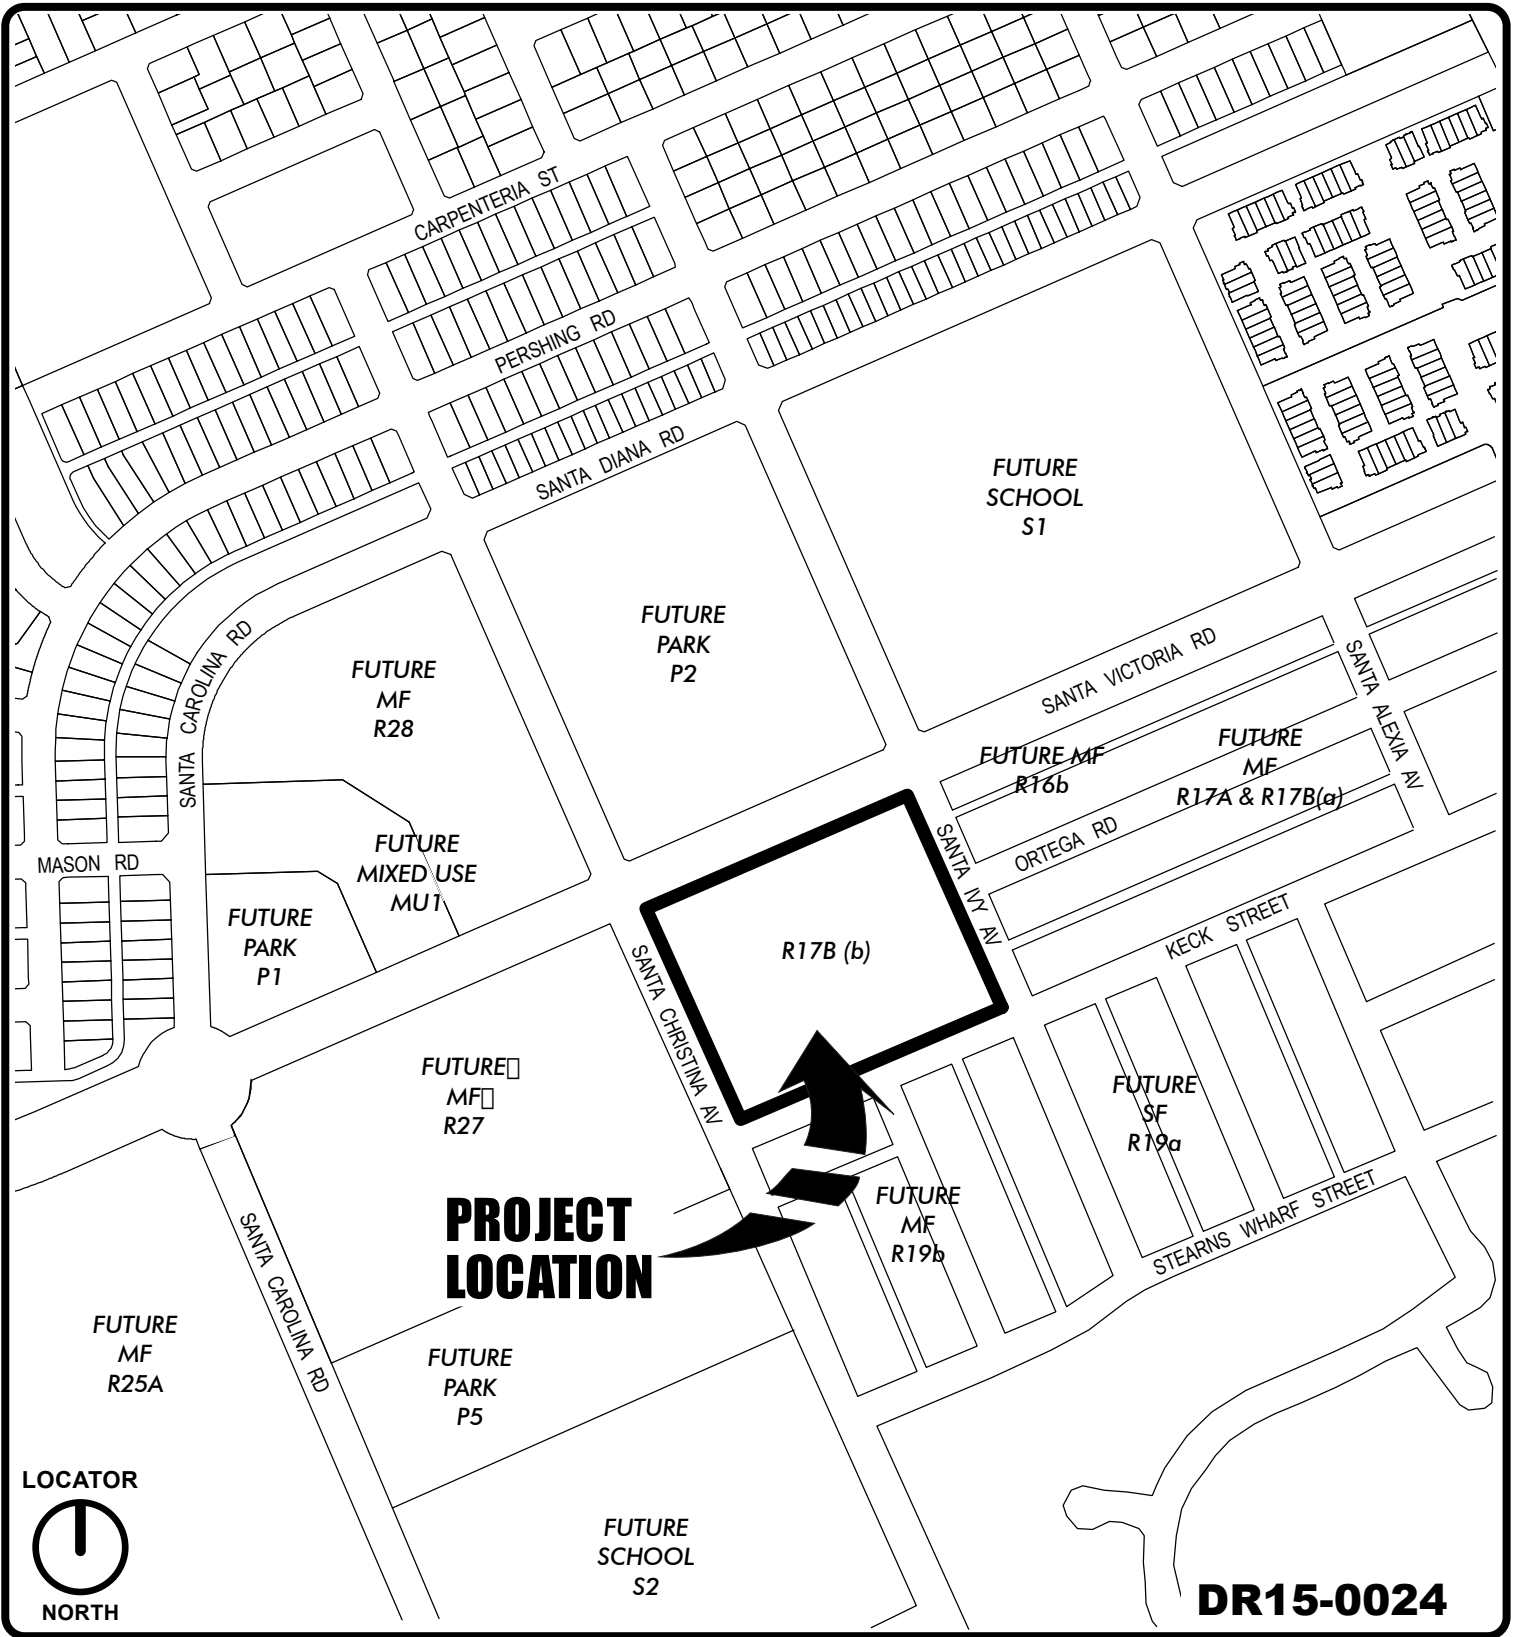 CARPENTERIA ST
PERSHING RD
SANTA DIANA RD
FUTURE
SCHOOL
S1
FUTURE
PARK
P2
SANTA CAROLINA RD
FUTURE
MF
R28
SANTA VICTORIA RD
SANTA ALEXIA AV
FUTURE MF
R16b
FUTURE
MF
R17A & R17B(a)
ORTEGA RD
SANTA IVY AV
MASON RD
FUTURE
MIXED USE
MU1
FUTURE
PARK
P1
R17B (b)
KECK STREET
SANTA CHRISTINA AV
FUTURE
MF
R27
FUTURE
SF
R19a
PROJECT
LOCATION
FUTURE
MF
R19b
STEARNS WHARF STREET
SANTA CAROLINA RD
FUTURE
MF
R25A
FUTURE
PARK
P5
LOCATOR
NORTH
FUTURE
SCHOOL
S2
DR15-0024